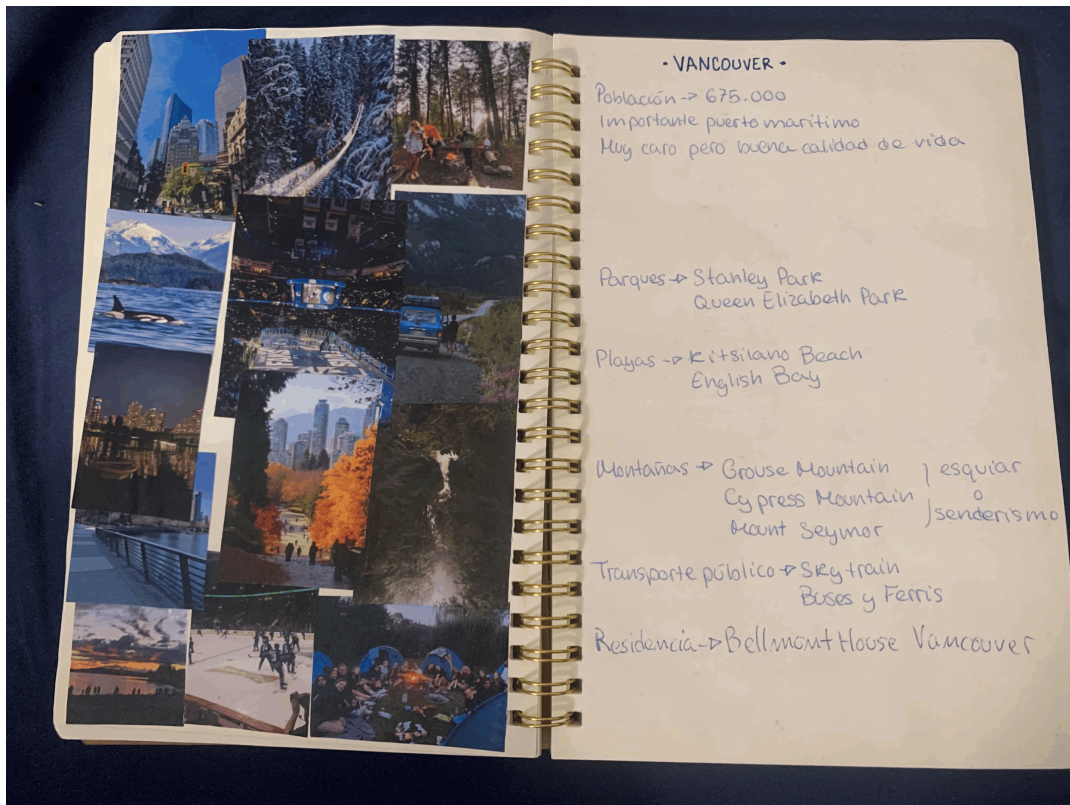 • VANCOUVER •
Población -> 675.000
Importante puerto marítimo
Muy caro pero buena calidad de vida
Parques -> Stanley Park
Queen Elizabeth Park
Playas -> Kitsilano Beach
English Bay
Montañas -> Grouse Mountain
Cypress Mountain
Mount Seymor
esquiar
o
senderismo
Transporte público -> Skytrain
Buses y Ferris
Residencia -> Bellmont House Vancouver